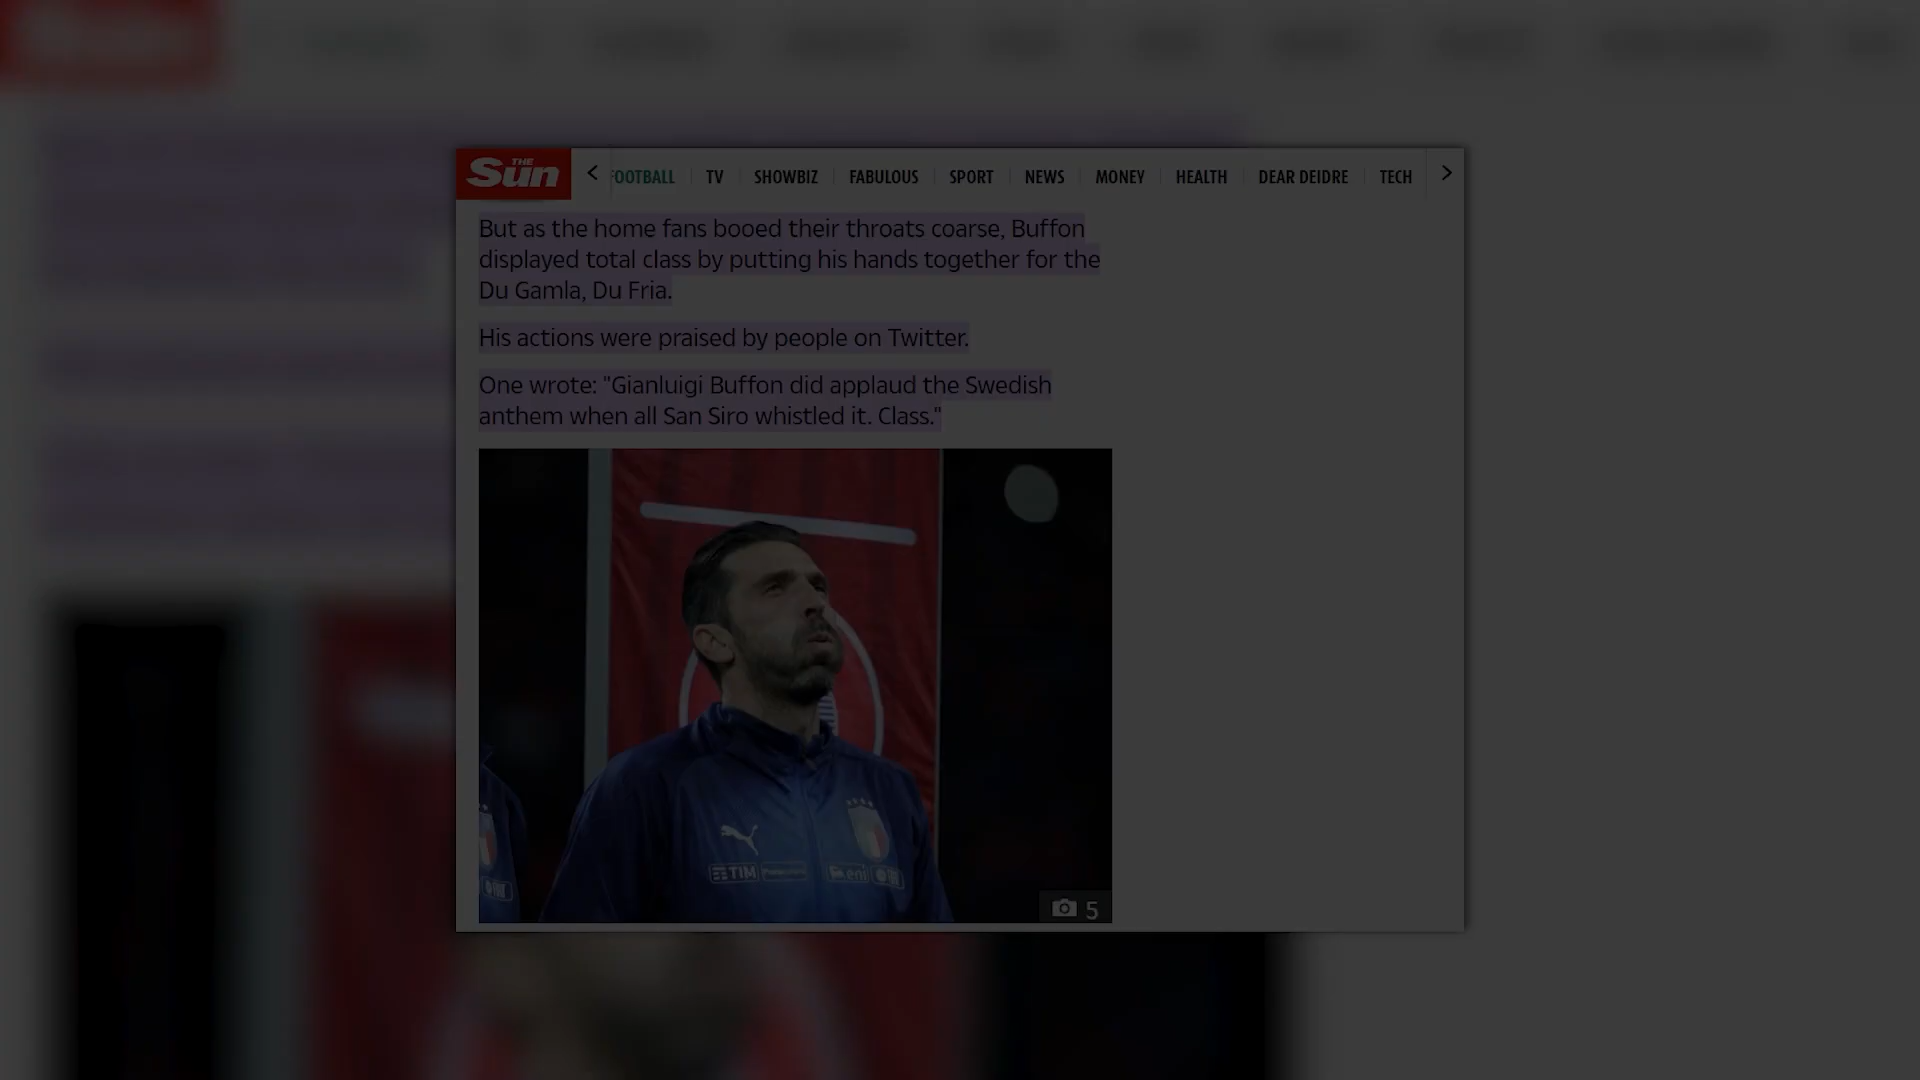 THE Sun
< OOTBALL TV SHOWBIZ FABULOUS SPORT NEWS MONEY HEALTH DEAR DEIDRE TECH >
But as the home fans booed their throats coarse, Buffon
displayed total class by putting his hands together for the
Du Gamla, Du Fria.
His actions were praised by people on Twitter.
One wrote: "Gianluigi Buffon did applaud the Swedish
anthem when all San Siro whistled it. Class."
TIM eni
5